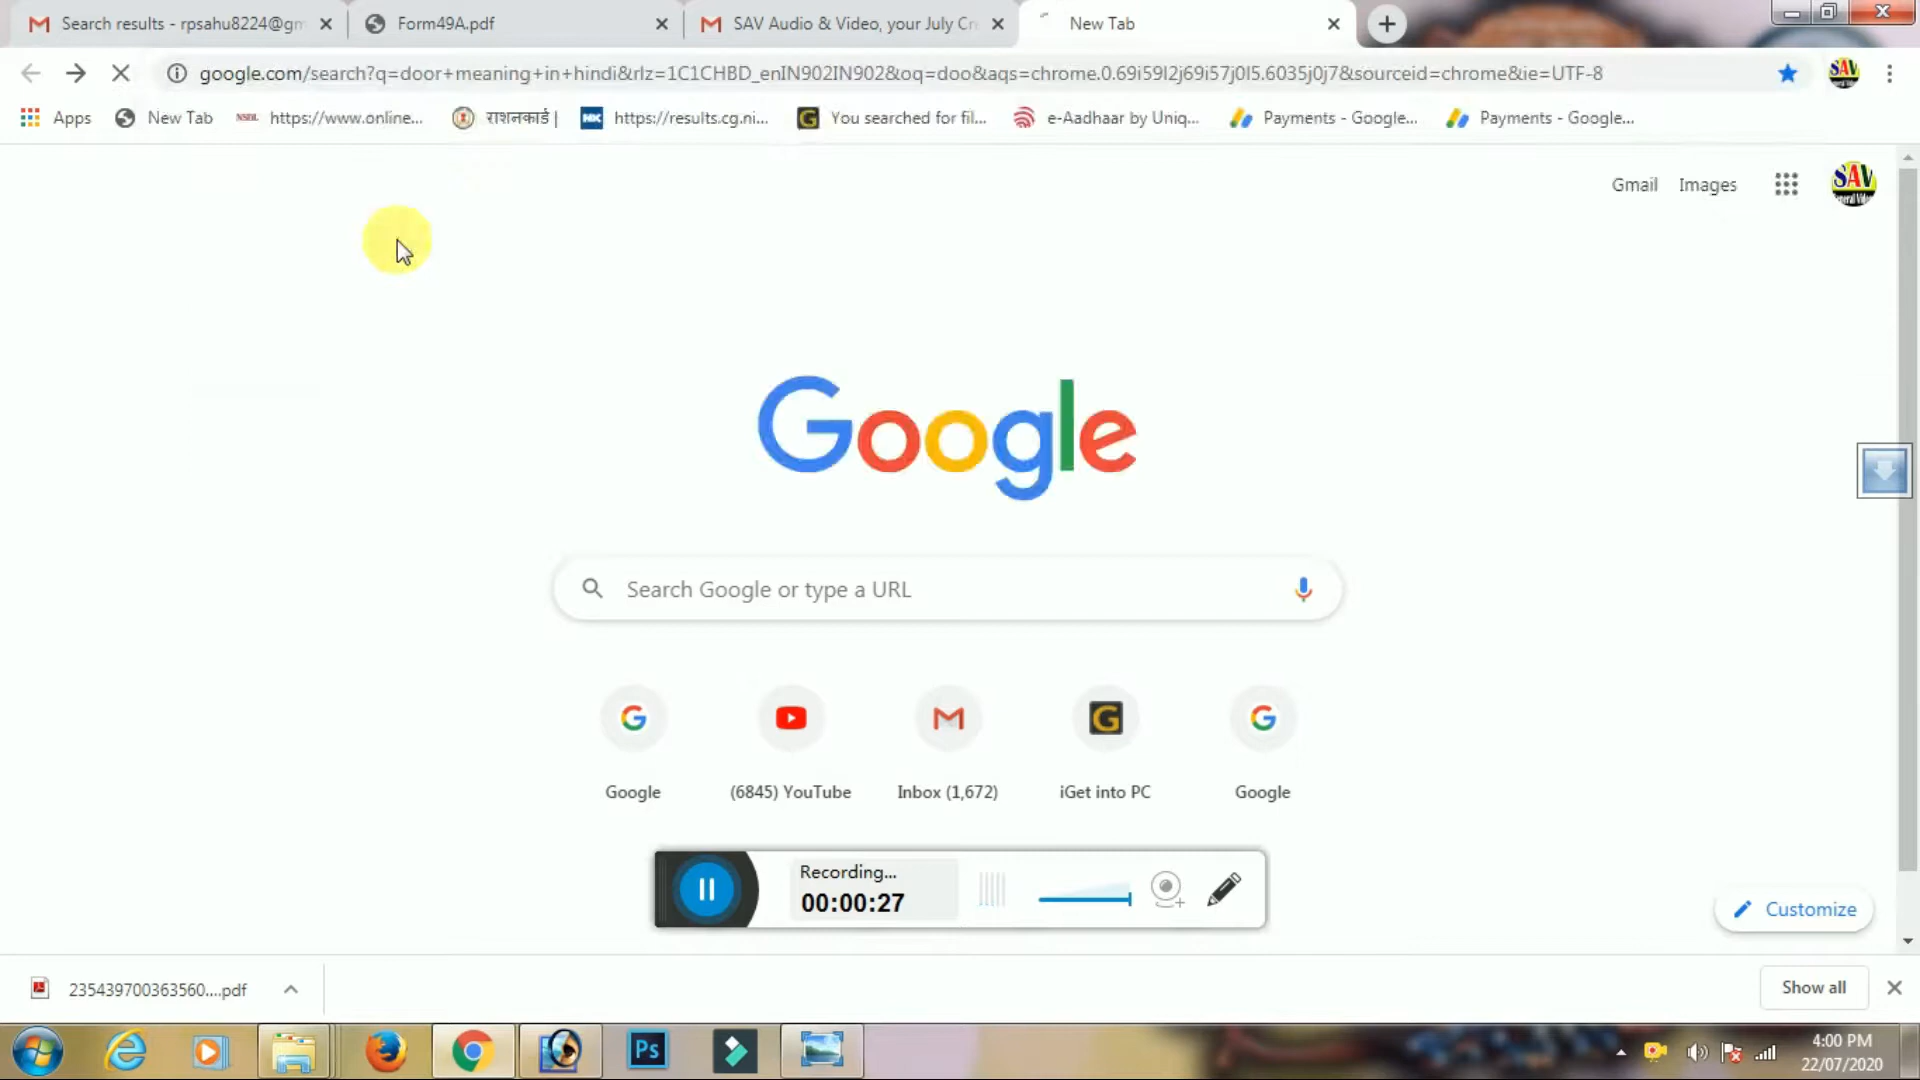 Search results - rpsahu8224@gm
Form49A.pdf
SAV Audio & Video, your July Cr
New Tab
google.com/search?q=door+meaning+in+hindi&rlz=1C1CHBD_enIN902IN902&oq=doo&aqs=chrome.0.69i59l2j69i57j0l5.6035j0j7&sourceid=chrome&ie=UTF-8
SAV
Apps
New Tab
NSDL
https://www.online...
राशनकार्ड |
https://results.cg.ni...
G
You searched for fil...
e-Aadhaar by Uniq...
Payments - Google...
Payments - Google...
Gmail
Images
SAV
Google
Search Google or type a URL
Google
(6845) YouTube
Inbox (1,672)
iGet into PC
Google
Recording...
00:00:27
Customize
235439700363560....pdf
Show all
Ps
4:00 PM
22/07/2020